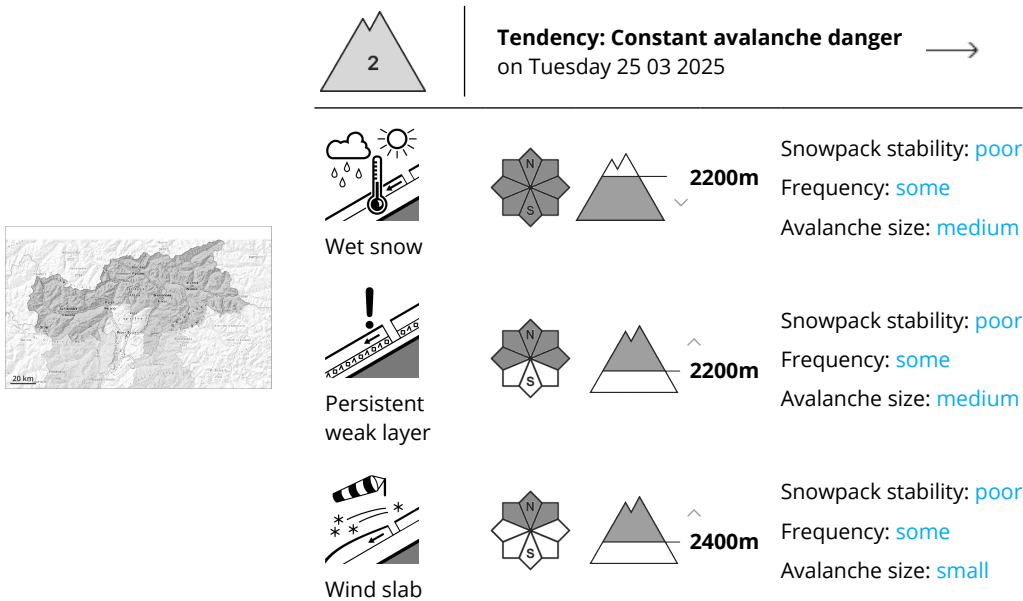 2
Tendency: Constant avalanche danger
on Tuesday 25 03 2025
N
S
2200m
Snowpack stability: poor
Frequency: some
Avalanche size: medium
Wet snow
20 km
N
S
2200m
Snowpack stability: poor
Frequency: some
Avalanche size: medium
Persistent
weak layer
N
S
2400m
Snowpack stability: poor
Frequency: some
Avalanche size: small
Wind slab